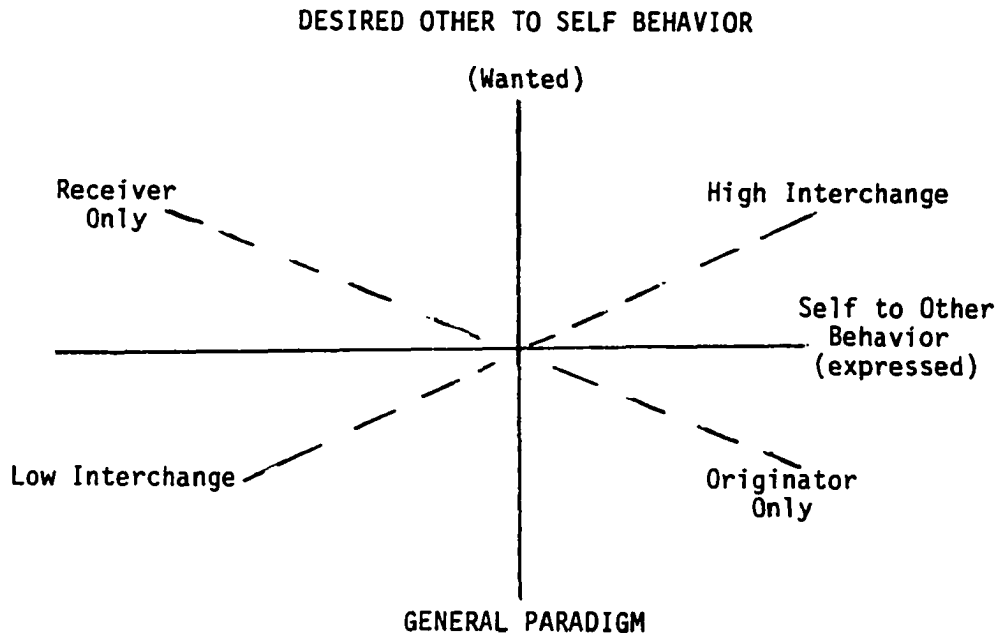 DESIRED OTHER TO SELF BEHAVIOR
(Wanted)
Receiver
Only
High Interchange
Self to Other
Behavior
(expressed)
Low Interchange
Originator
Only
GENERAL PARADIGM